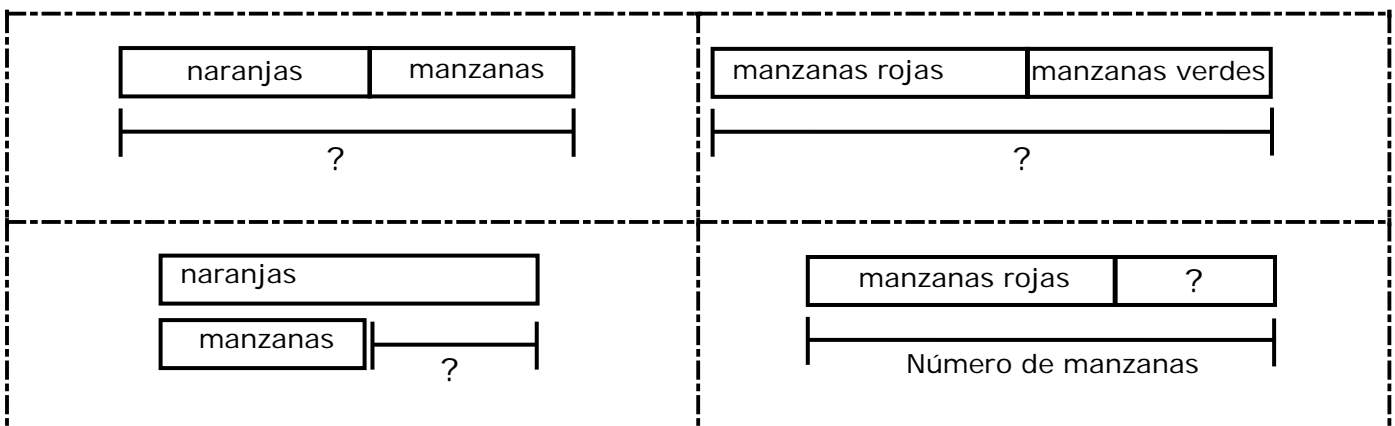 naranjas manzanas
?
manzanas rojas manzanas verdes
?
naranjas
manzanas
?
manzanas rojas ?
Número de manzanas